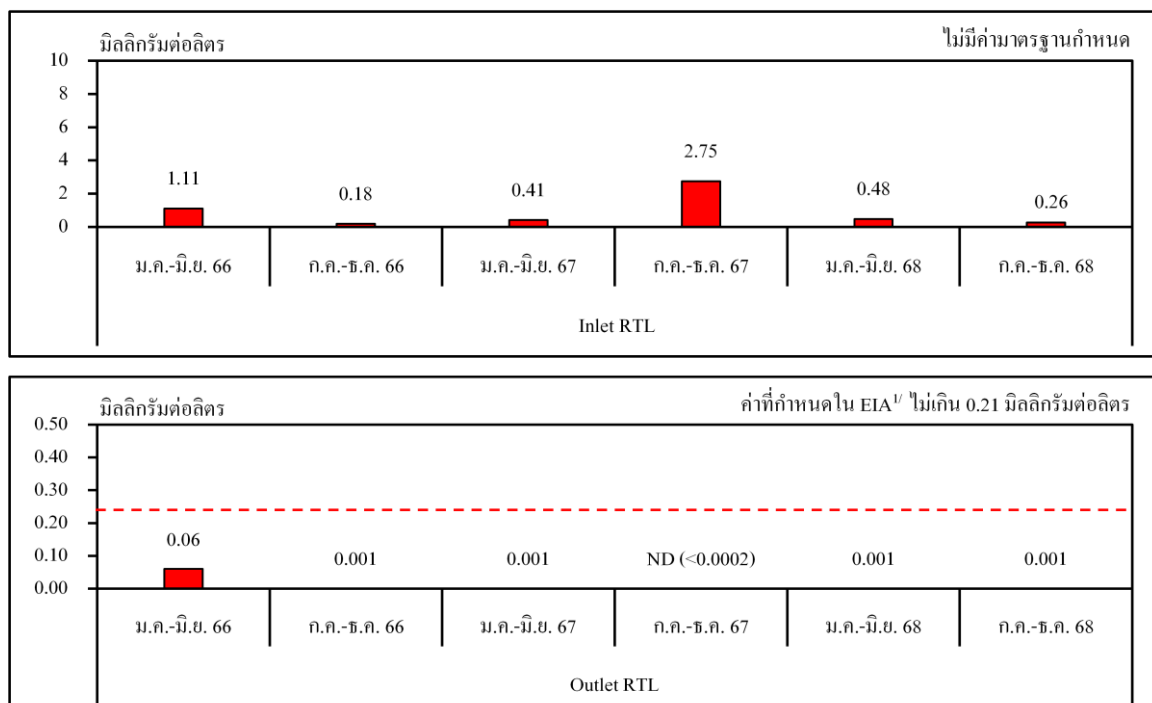 มิลลิกรัมต่อลิตร ไม่มีค่ามาตรฐานกำหนด
10
8
6
4
2
0
1.11 0.18 0.41 2.75 0.48 0.26
ม.ค.-มิ.ย. 66 ก.ค.-ธ.ค. 66 ม.ค.-มิ.ย. 67 ก.ค.-ธ.ค. 67 ม.ค.-มิ.ย. 68 ก.ค.-ธ.ค. 68
Inlet RTL
มิลลิกรัมต่อลิตร ค่าที่กำหนดใน EIA1/ ไม่เกิน 0.21 มิลลิกรัมต่อลิตร
0.50
0.40
0.30
0.20
0.10
0.00
0.06 0.001 0.001 ND (<0.0002) 0.001 0.001
ม.ค.-มิ.ย. 66 ก.ค.-ธ.ค. 66 ม.ค.-มิ.ย. 67 ก.ค.-ธ.ค. 67 ม.ค.-มิ.ย. 68 ก.ค.-ธ.ค. 68
Outlet RTL